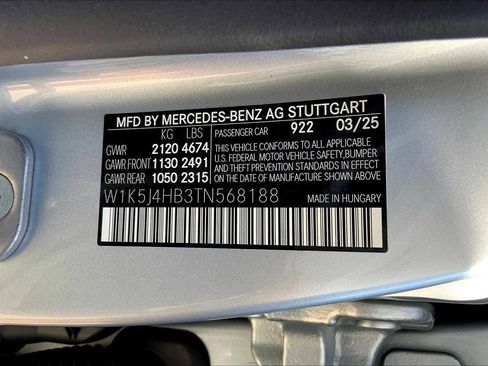 MFD BY MERCEDES-BENZ AG STUTTGART
KG LBS PASSENGER CAR 922 03/25
GVWR 2120 4674
GAWR FRONT 1130 2491
GAWR REAR 1050 2315
THIS VEHICLE CONFORMS TO ALL APPLICABLE
U.S. FEDERAL MOTOR VEHICLE SAFETY, BUMPER,
AND THEFT PREVENTION STANDARDS IN EFFECT
ON THE DATE OF MANUFACTURE SHOWN ABOVE.
W1K5J4HB3TN568188
MADE IN HUNGARY